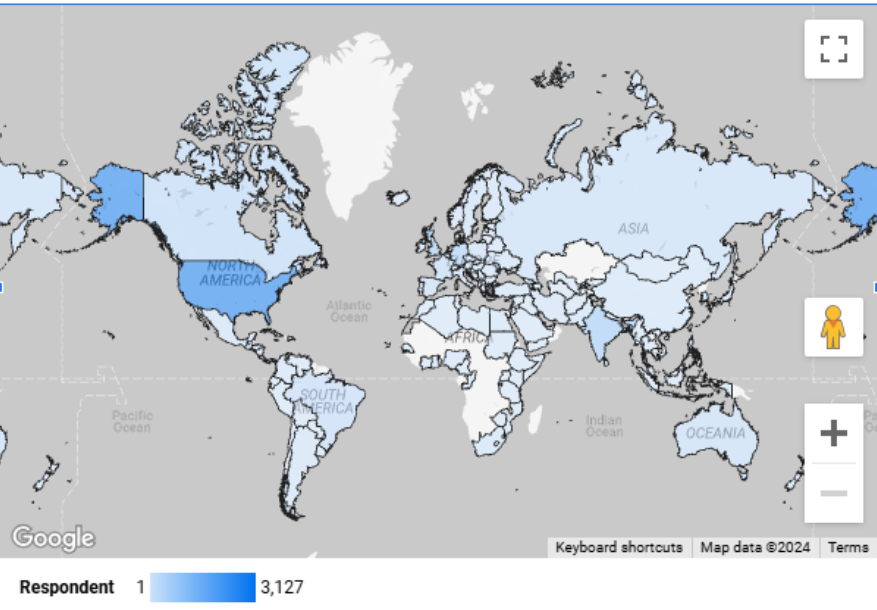 ASIA
NORTH
AMERICA
Atlantic
Ocean
AFRICA
SOUTH
AMERICA
Pacific
Ocean
Indian
Ocean
OCEANIA
Google
Keyboard shortcuts
Map data ©2024
Terms
Respondent 1 3,127